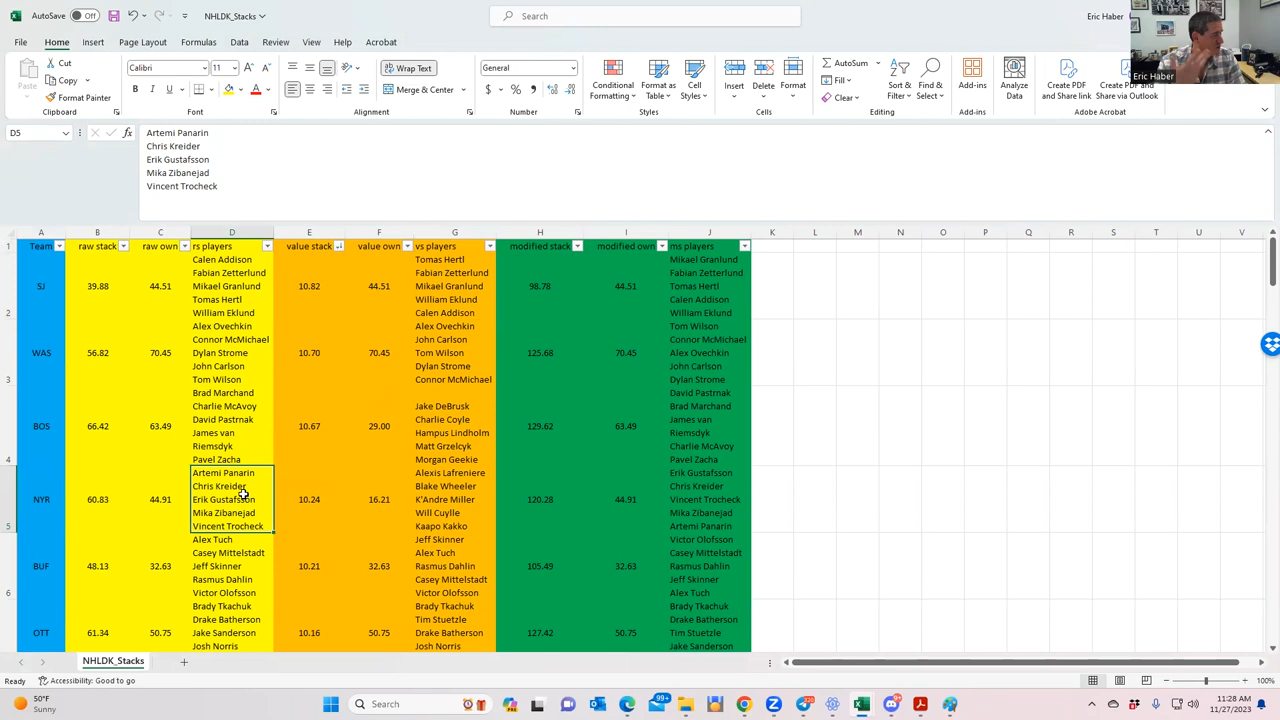 AutoSave Off NHLDK_Stacks Search Eric Haber
File Home Insert Page Layout Formulas Data Review View Help Acrobat
Paste Cut Calibri 11 Wrap Text General AutoSum
Copy Fill
Format Painter B I U Merge & Center $ % Clear
Conditional Formatting Format as Table Cell Styles Insert Delete Format Sort & Filter Find & Select Add-ins Analyze Data Create PDF and Share link Create PDF and Share via Outlook
Eric Haber
Clipboard Font Alignment Number Styles Cells Editing Add-ins Adobe Acrobat
D5 fx Artemi Panarin
Chris Kreider
Erik Gustafsson
Mika Zibanejad
Vincent Trocheck
A B C D E F G H I J K L M N O P Q R S T U V
1 Team raw stack raw own rs players value stack value own vs players modified stack modified own ms players
Calen Addison Tomas Hertl Mikael Granlund
Fabian Zetterlund Fabian Zetterlund Fabian Zetterlund
SJ 39.88 44.51 Mikael Granlund 10.82 44.51 Mikael Granlund 98.78 44.51 Tomas Hertl
Tomas Hertl William Eklund Calen Addison
2 William Eklund Calen Addison William Eklund
Alex Ovechkin Alex Ovechkin Tom Wilson
Connor McMichael John Carlson Connor McMichael
WAS 56.82 70.45 Dylan Strome 10.70 70.45 Tom Wilson 125.68 70.45 Alex Ovechkin
John Carlson Dylan Strome John Carlson
3 Tom Wilson Connor McMichael Dylan Strome
Brad Marchand David Pastrnak
Charlie McAvoy Jake DeBrusk Brad Marchand
David Pastrnak Charlie Coyle James van
BOS 66.42 63.49 10.67 29.00 129.62 63.49
James van Hampus Lindholm Riemsdyk
Riemsdyk Matt Grzelcyk Charlie McAvoy
4 Pavel Zacha Morgan Geekie Pavel Zacha
Artemi Panarin Alexis Lafreniere Erik Gustafsson
Chris Kreider Blake Wheeler Chris Kreider
NYR 60.83 44.91 Erik Gustafsson 10.24 16.21 K'Andre Miller 120.28 44.91 Vincent Trocheck
Mika Zibanejad Will Cuylle Mika Zibanejad
5 Vincent Trocheck Kaapo Kakko Artemi Panarin
Alex Tuch Jeff Skinner Victor Olofsson
Casey Mittelstadt Alex Tuch Casey Mittelstadt
BUF 48.13 32.63 Jeff Skinner 10.21 32.63 Rasmus Dahlin 105.49 32.63 Rasmus Dahlin
Rasmus Dahlin Casey Mittelstadt Jeff Skinner
6 Victor Olofsson Victor Olofsson Alex Tuch
Brady Tkachuk Brady Tkachuk Brady Tkachuk
Drake Batherson Tim Stuetzle Drake Batherson
OTT 61.34 50.75 Jake Sanderson 10.16 50.75 Drake Batherson 127.42 50.75 Tim Stuetzle
Josh Norris Josh Norris Jake Sanderson
NHLDK_Stacks
Ready Accessibility: Good to go 100%
50°F
Sunny
Search 99+ 11:28 AM
11/27/2023